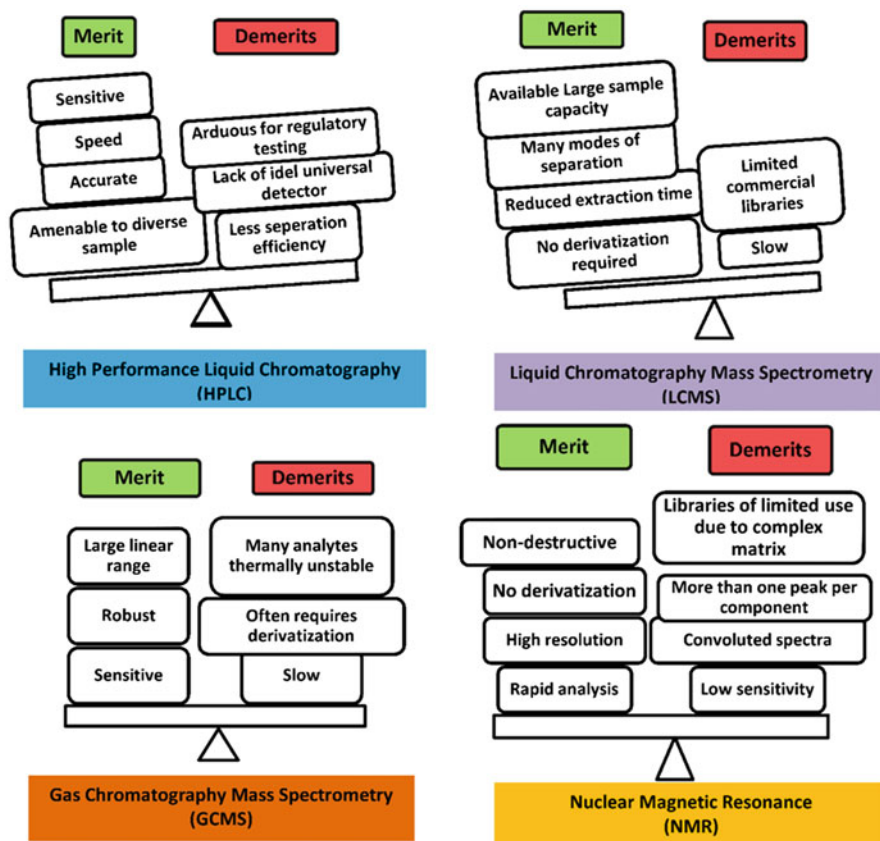 Merit
Demerits
Sensitive
Speed
Accurate
Amenable to diverse
sample
Arduous for regulatory
testing
Lack of idel universal
detector
Less seperation
efficiency
High Performance Liquid Chromatography
(HPLC)
Merit
Demerits
Available Large sample
capacity
Many modes of
separation
Reduced extraction time
No derivatization
required
Limited
commercial
libraries
Slow
Liquid Chromatography Mass Spectrometry
(LCMS)
Merit
Demerits
Large linear
range
Robust
Sensitive
Many analytes
thermally unstable
Often requires
derivatization
Slow
Gas Chromatography Mass Spectrometry
(GCMS)
Merit
Demerits
Non-destructive
No derivatization
High resolution
Rapid analysis
Libraries of limited use
due to complex
matrix
More than one peak per
component
Convoluted spectra
Low sensitivity
Nuclear Magnetic Resonance
(NMR)